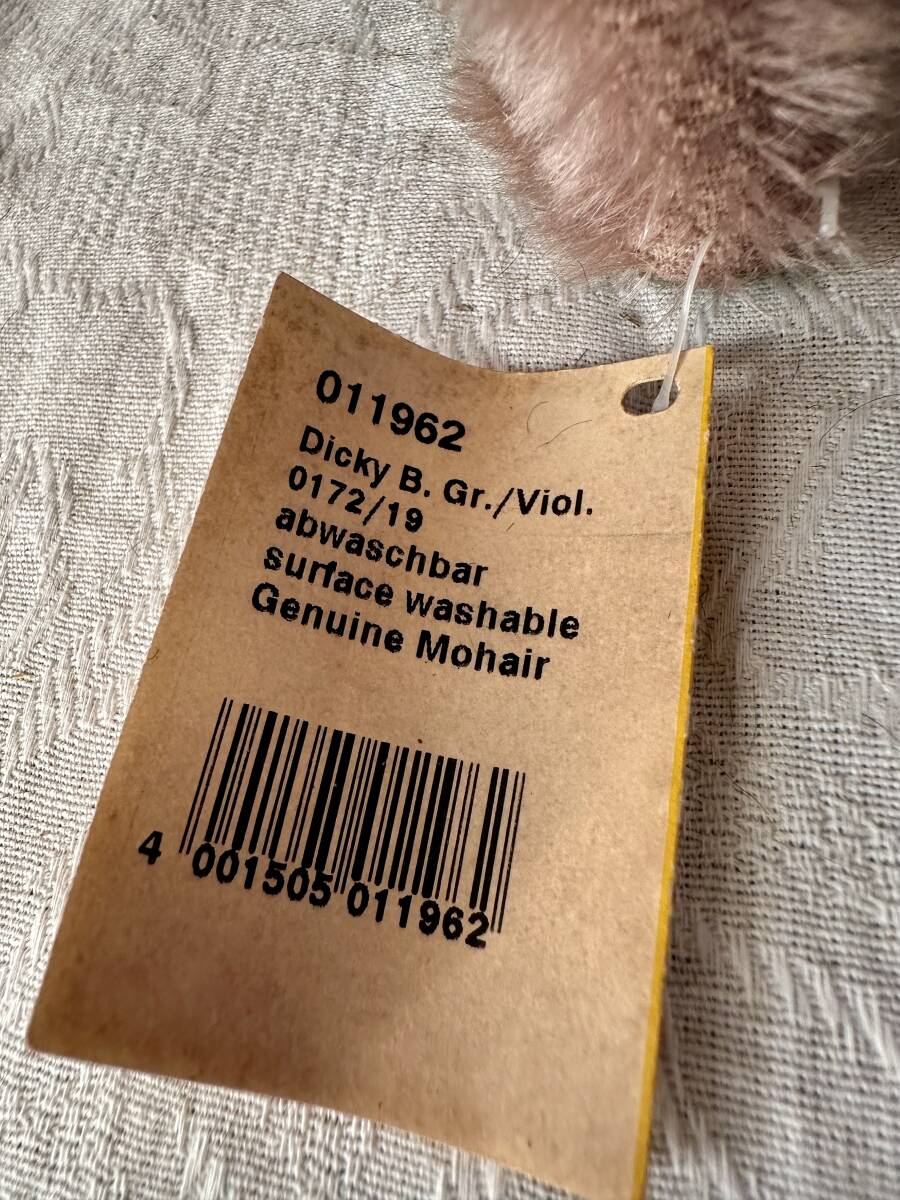 011962
Dicky B. Gr./Viol.
0172/19
abwaschbar
surface washable
Genuine Mohair
4 001505 011962